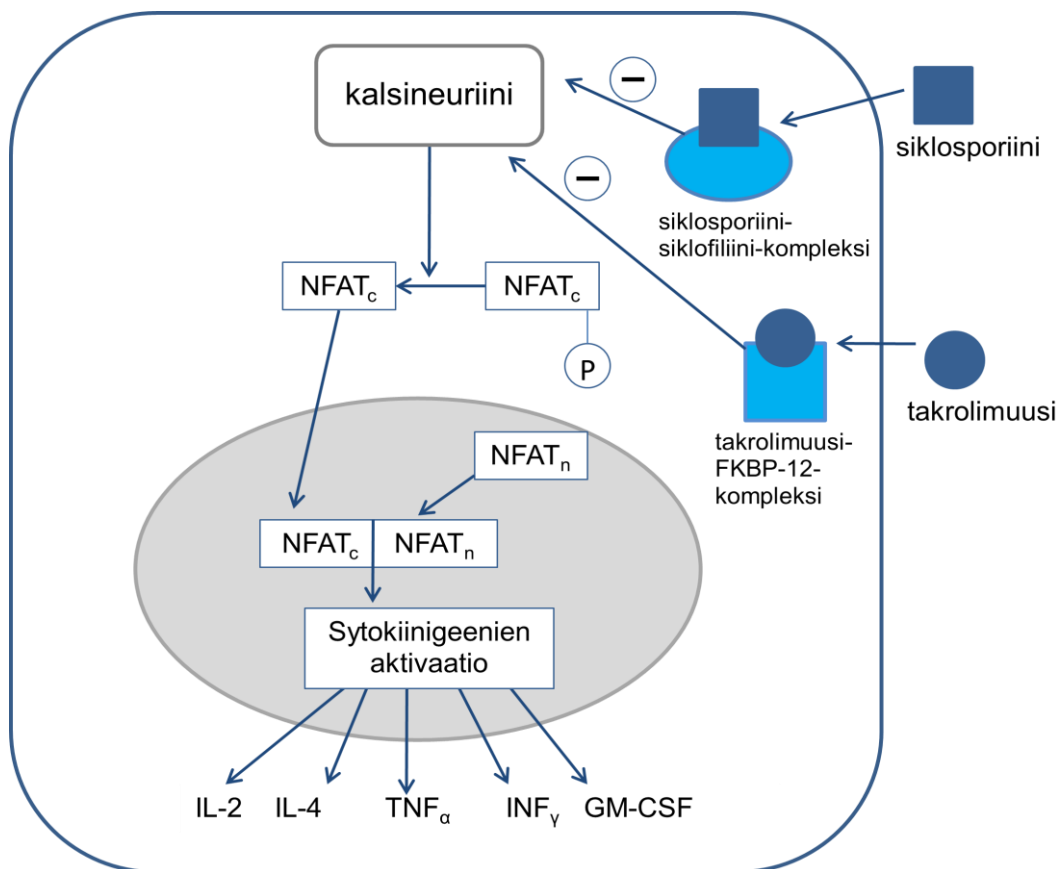 kalsineuriini
−
siklosporiini
−
siklosporiini-
siklofiliini-kompleksi
NFATc
NFATc
P
takrolimuusi
takrolimuusi-
FKBP-12-
kompleksi
NFATn
NFATc
NFATn
Sytokiinigeenien
aktivaatio
IL-2
IL-4
TNFα
INFγ
GM-CSF